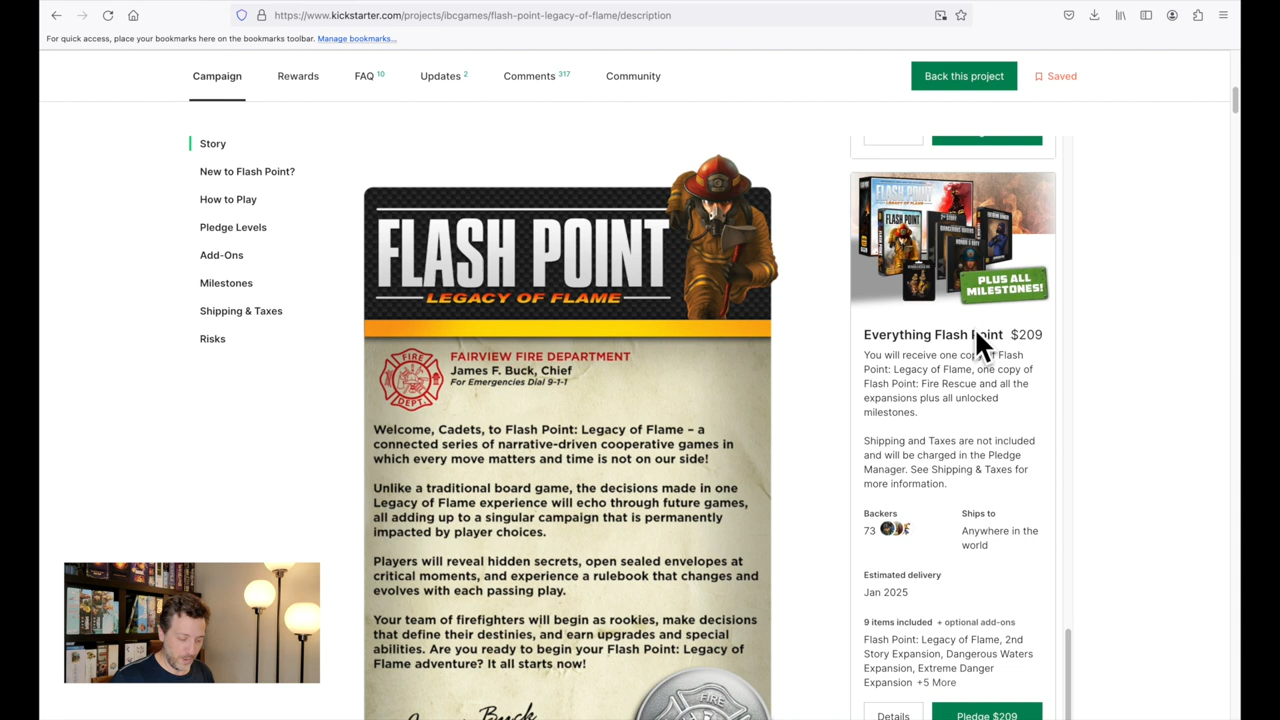 https://www.kickstarter.com/projects/ibcgames/flash-point-legacy-of-flame/description
For quick access, place your bookmarks here on the bookmarks toolbar. Manage bookmarks...
Campaign
Rewards
FAQ 10
Updates 2
Comments 317
Community
Back this project
Saved
Story
New to Flash Point?
How to Play
Pledge Levels
Add-Ons
Milestones
Shipping & Taxes
Risks
FLASH POINT
LEGACY OF FLAME
FIRE
DEPT.
FAIRVIEW FIRE DEPARTMENT
James F. Buck, Chief
For Emergencies Dial 9-1-1
Welcome, Cadets, to Flash Point: Legacy of Flame – a
connected series of narrative-driven cooperative games in
which every move matters and time is not on our side!
Unlike a traditional board game, the decisions made in one
Legacy of Flame experience will echo through future games,
all adding up to a singular campaign that is permanently
impacted by player choices.
Players will reveal hidden secrets, open sealed envelopes at
critical moments, and experience a rulebook that changes and
evolves with each passing play.
Your team of firefighters will begin as rookies, make decisions
that define their destinies, and earn upgrades and special
abilities. Are you ready to begin your Flash Point: Legacy of
Flame adventure? It all starts now!
Buck
FIRE
FLASH POINT
FLASH POINT
PLUS ALL
MILESTONES!
Everything Flash Point $209
You will receive one copy of Flash
Point: Legacy of Flame, one copy of
Flash Point: Fire Rescue and all the
expansions plus all unlocked
milestones.
Shipping and Taxes are not included
and will be charged in the Pledge
Manager. See Shipping & Taxes for
more information.
Backers
73
Ships to
Anywhere in the
world
Estimated delivery
Jan 2025
9 items included + optional add-ons
Flash Point: Legacy of Flame, 2nd
Story Expansion, Dangerous Waters
Expansion, Extreme Danger
Expansion +5 More
Details
Pledge $209